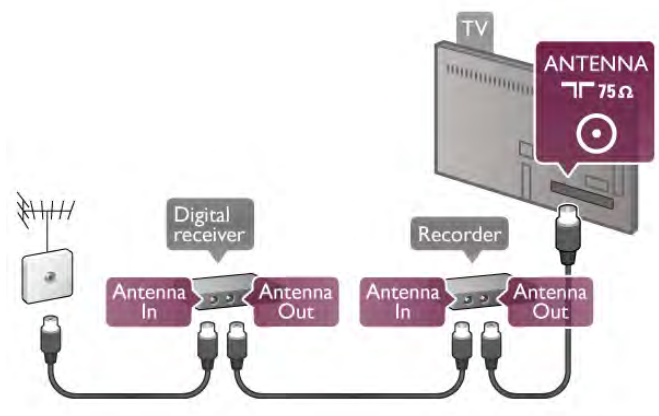 TV
ANTENNA
75 Ω
Digital
receiver
Recorder
Antenna
In
Antenna
Out
Antenna
In
Antenna
Out